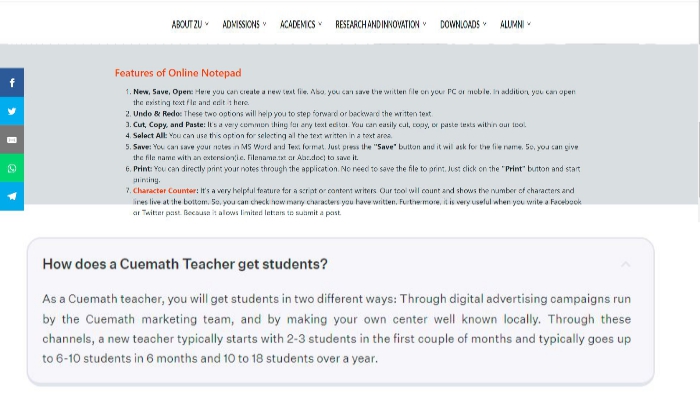 ABOUT ZU ADMISSIONS ACADEMICS RESEARCH AND INNOVATION DOWNLOADS ALUMNI
Features of Online Notepad
1. New, Save, Open: Here you can create a new text file. Also, you can save the written file on your PC or mobile. In addition, you can open
the existing text file and edit it here.
2. Undo & Redo: These two options will help you to step forward or backward the written text.
3. Cut, Copy, and Paste: It's a very common thing for any text editor. You can easily cut, copy, or paste texts within our tool.
4. Select All: You can use this option for selecting all the text written in a text area.
5. Save: You can save your notes in MS Word and Text format. Just press the "Save" button and it will ask for the file name. So, you can give
the file name with an extension(i.e. Filename.txt or Abc.doc) to save it.
6. Print: You can directly print your notes through the application. No need to save the file to print. Just click on the "Print" button and start
printing.
7. Character Counter: It's a very helpful feature for a script or content writers. Our tool will count and shows the number of characters and
lines live at the bottom. So, you can check how many characters you have written. Furthermore, it is very useful when you write a Facebook
or Twitter post. Because it allows limited letters to submit a post.
How does a Cuemath Teacher get students?
As a Cuemath teacher, you will get students in two different ways: Through digital advertising campaigns run
by the Cuemath marketing team, and by making your own center well known locally. Through these
channels, a new teacher typically starts with 2-3 students in the first couple of months and typically goes up
to 6-10 students in 6 months and 10 to 18 students over a year.